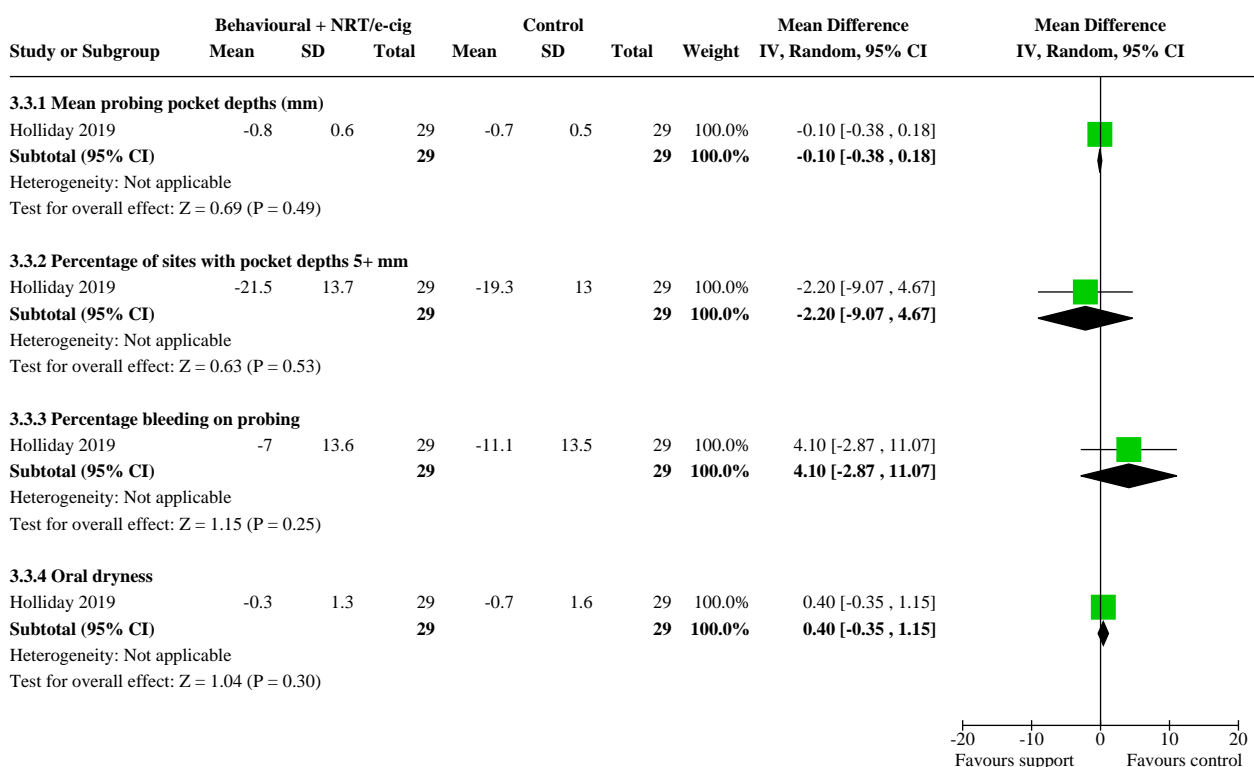 Behavioural + NRT/e-cig Control Mean Difference Mean Difference
Study or Subgroup Mean SD Total Mean SD Total Weight IV, Random, 95% CI IV, Random, 95% CI
3.3.1 Mean probing pocket depths (mm)
Holliday 2019 -0.8 0.6 29 -0.7 0.5 29 100.0% -0.10 [-0.38 , 0.18]
Subtotal (95% CI) 29 29 100.0% -0.10 [-0.38 , 0.18]
Heterogeneity: Not applicable
Test for overall effect: Z = 0.69 (P = 0.49)
3.3.2 Percentage of sites with pocket depths 5+ mm
Holliday 2019 -21.5 13.7 29 -19.3 13 29 100.0% -2.20 [-9.07 , 4.67]
Subtotal (95% CI) 29 29 100.0% -2.20 [-9.07 , 4.67]
Heterogeneity: Not applicable
Test for overall effect: Z = 0.63 (P = 0.53)
3.3.3 Percentage bleeding on probing
Holliday 2019 -7 13.6 29 -11.1 13.5 29 100.0% 4.10 [-2.87 , 11.07]
Subtotal (95% CI) 29 29 100.0% 4.10 [-2.87 , 11.07]
Heterogeneity: Not applicable
Test for overall effect: Z = 1.15 (P = 0.25)
3.3.4 Oral dryness
Holliday 2019 -0.3 1.3 29 -0.7 1.6 29 100.0% 0.40 [-0.35 , 1.15]
Subtotal (95% CI) 29 29 100.0% 0.40 [-0.35 , 1.15]
Heterogeneity: Not applicable
Test for overall effect: Z = 1.04 (P = 0.30)
-20 -10 0 10 20
Favours support Favours control